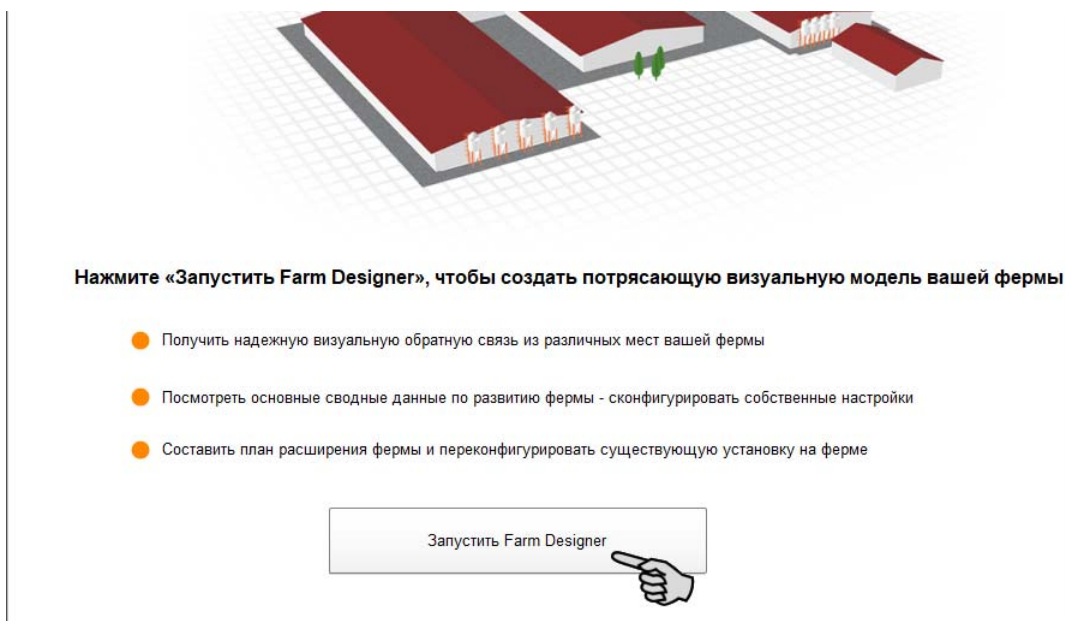 Нажмите «Запустить Farm Designer», чтобы создать потрясающую визуальную модель вашей фермы
Получить надежную визуальную обратную связь из различных мест вашей фермы
Посмотреть основные сводные данные по развитию фермы - сконфигурировать собственные настройки
Составить план расширения фермы и переконфигурировать существующую установку на ферме
Запустить Farm Designer